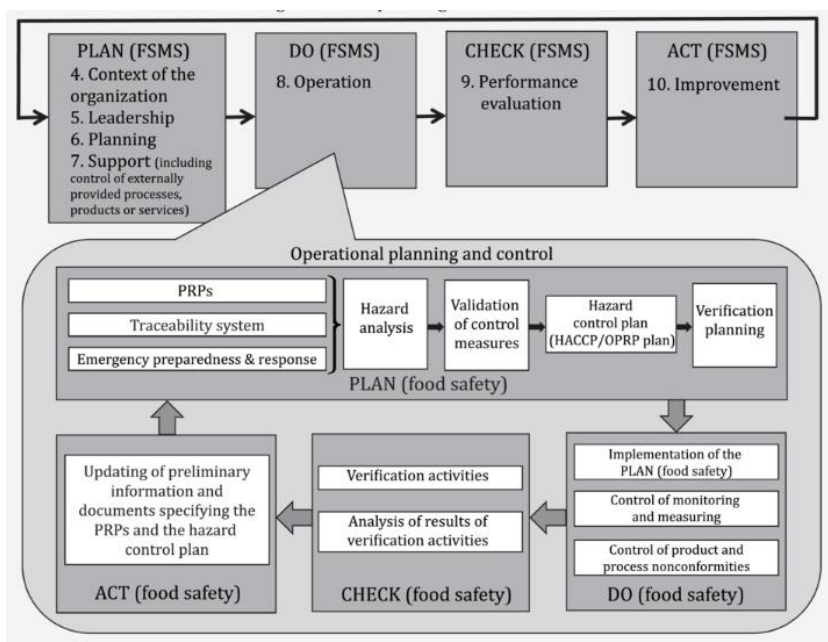 PLAN (FSMS)
4. Context of the
organization
5. Leadership
6. Planning
7. Support (including
control of externally
provided processes,
products or services)
DO (FSMS)
8. Operation
CHECK (FSMS)
9. Performance
evaluation
ACT (FSMS)
10. Improvement
Operational planning and control
PRPs
Traceability system
Emergency preparedness & response
Hazard
analysis
Validation
of control
measures
Hazard
control plan
(HACCP/OPRP plan)
Verification
planning
PLAN (food safety)
Updating of preliminary
information and
documents specifying the
PRPs and the hazard
control plan
ACT (food safety)
Verification activities
Analysis of results of
verification activities
CHECK (food safety)
Implementation of the
PLAN (food safety)
Control of monitoring
and measuring
Control of product and
process nonconformities
DO (food safety)